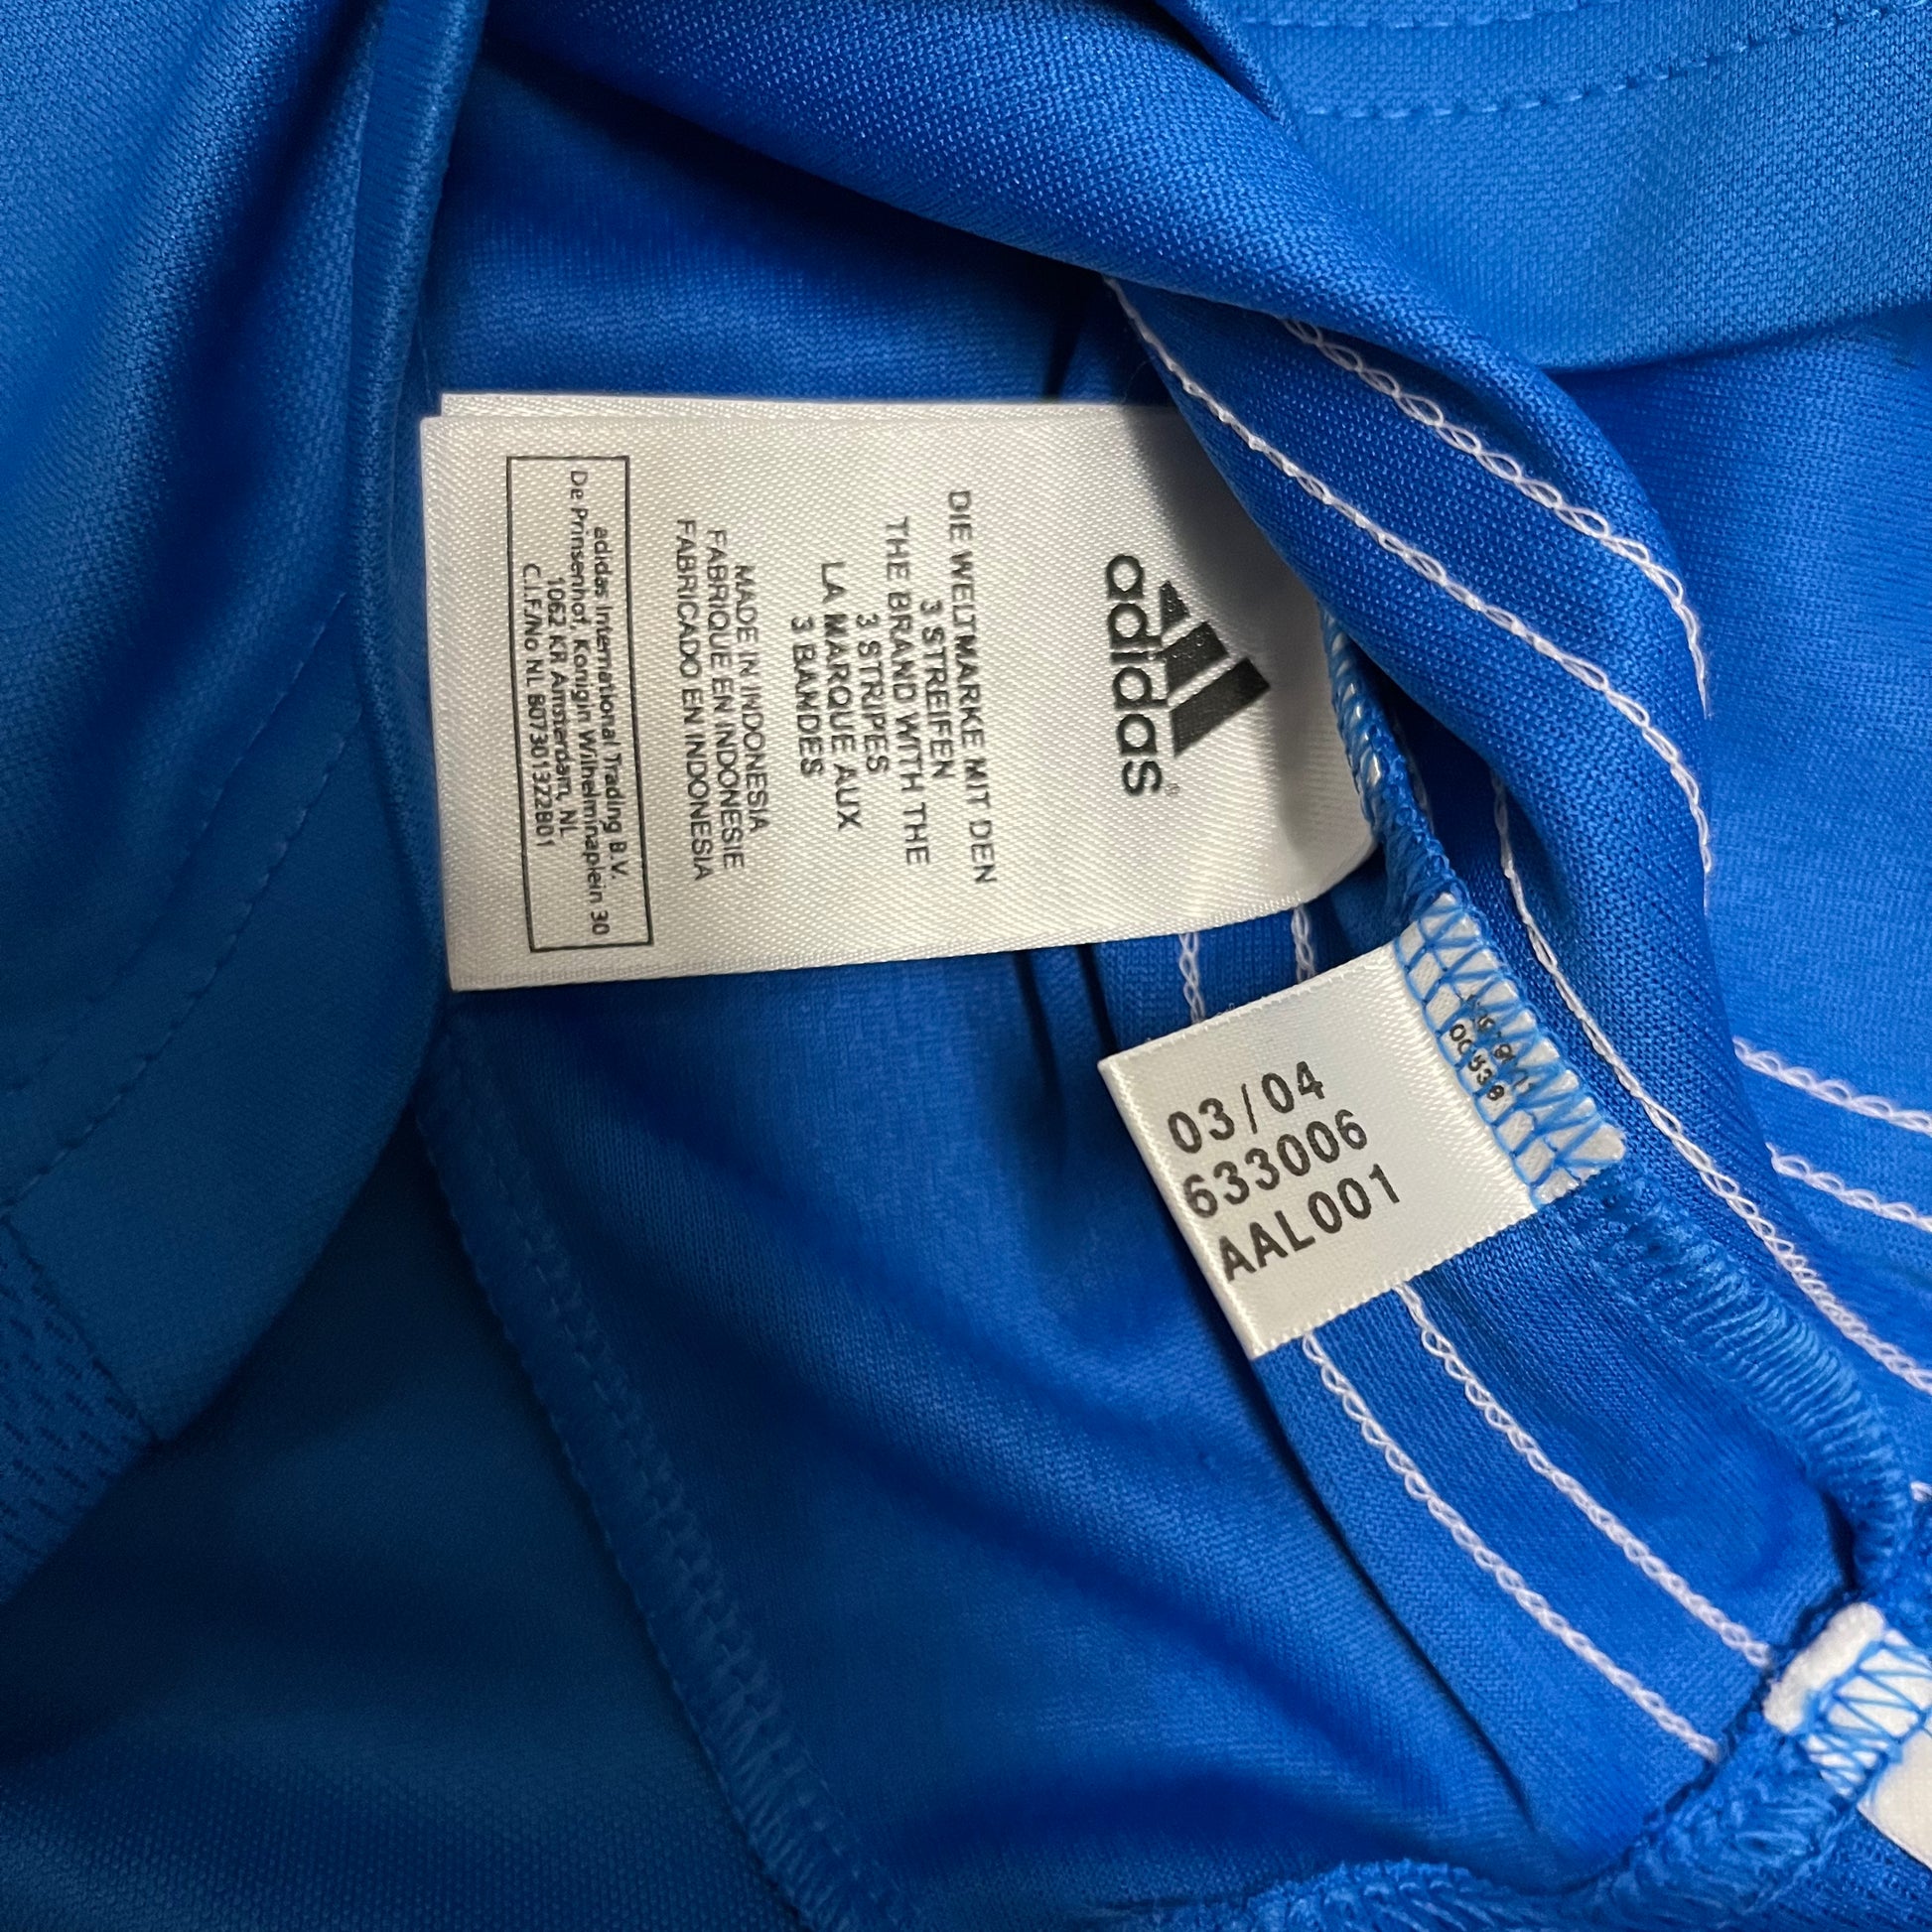 adidas
DIE WELTMARKE MIT DEN
3 STREIFEN
THE BRAND WITH THE
3 STRIPES
LA MARQUE AUX
3 BANDES
MADE IN INDONESIA
FABRIQUE EN INDONESIE
FABRICADO EN INDONESIA
adidas International Trading B.V.
De Prinsenhof, Konigin Wilhelminaplein 30
1062 KR Amsterdam, NL
C.I.F/No NL 807301322B01
03/04
633006
AAL001